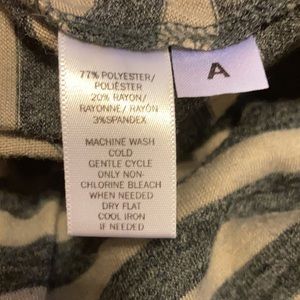 77% POLYESTER/
POLIÉSTER
20% RAYON/
RAYONNE/ RAYÓN
3%SPANDEX
MACHINE WASH
COLD
GENTLE CYCLE
ONLY NON-
CHLORINE BLEACH
WHEN NEEDED
DRY FLAT
COOL IRON
IF NEEDED
A